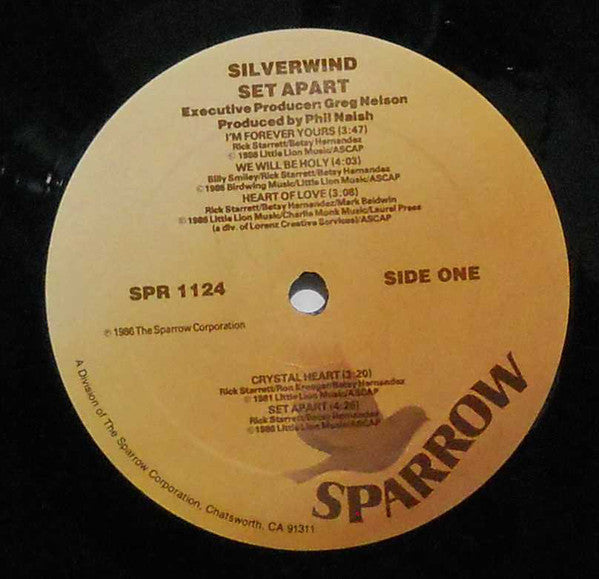 SILVERWIND
SET APART
Executive Producer: Greg Nelson
Produced by Phil Naish
I'M FOREVER YOURS (3:47)
Rick Starrett/Betsy Hernandez
© 1986 Little Lion Music/ASCAP
WE WILL BE HOLY (4:03)
Billy Smiley/Rick Starrett/Betsy Hernandez
© 1986 Birdwing Music/Little Lion Music/ASCAP
HEART OF LOVE (3:08)
Rick Starrett/Betsy Hernandez/Mark Baldwin
© 1986 Little Lion Music/Charlie Monk Music/Laurel Press
(a div. of Lorenz Creative Services)/ASCAP
SPR 1124
SIDE ONE
℗ 1986 The Sparrow Corporation
CRYSTAL HEART (3:20)
Rick Starrett/Ron Kreuger/Betsy Hernandez
© 1981 Little Lion Music/ASCAP
SET APART (4:26)
Rick Starrett/Betsy Hernandez
© 1986 Little Lion Music/ASCAP
SPARROW
A Division of The Sparrow Corporation, Chatsworth, CA 91311